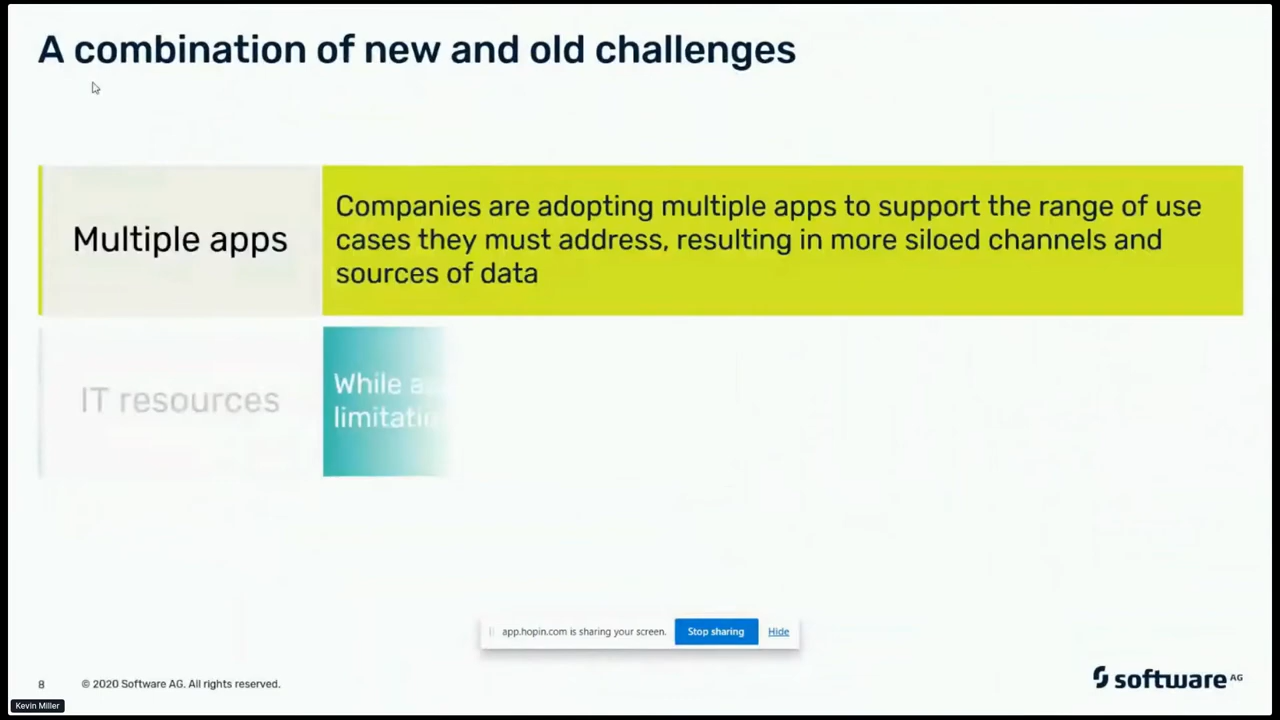 A combination of new and old challenges
Multiple apps
Companies are adopting multiple apps to support the range of use
cases they must address, resulting in more siloed channels and
sources of data
IT resources
While
app.hopin.com is sharing your screen.
Stop sharing
Hide
8
© 2020 Software AG. All rights reserved.
software AG
Kevin Miller